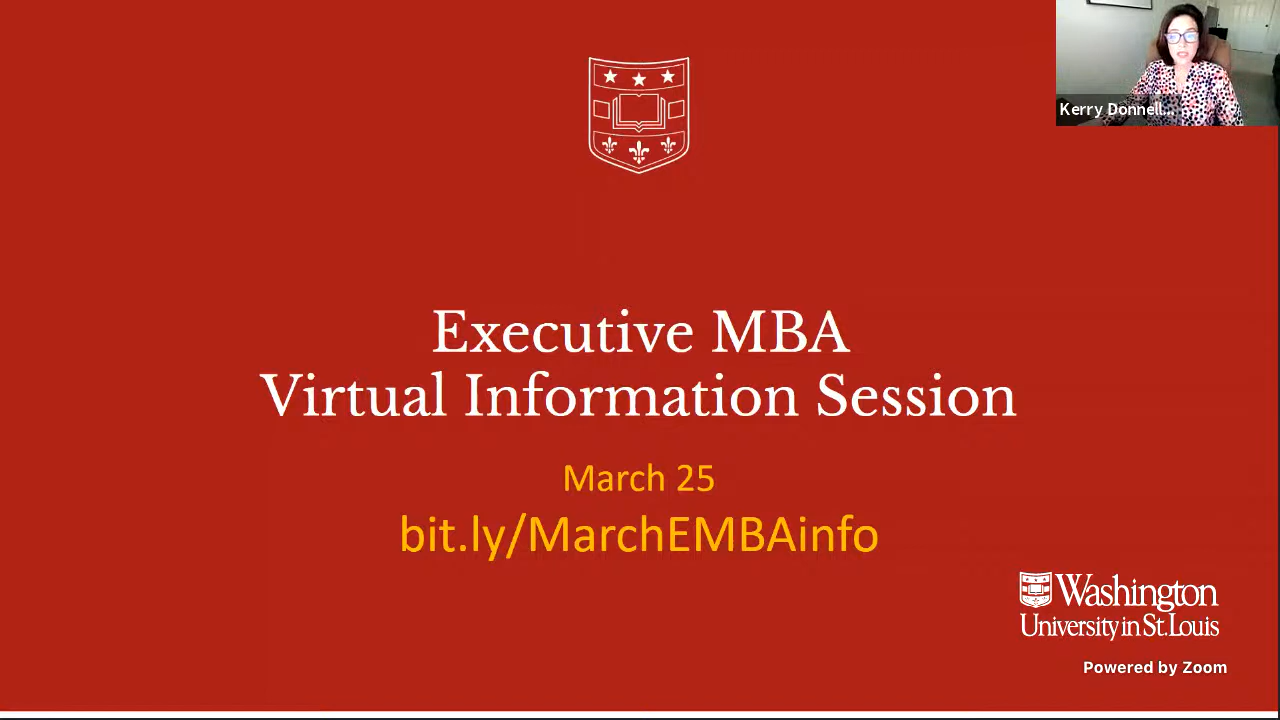 Kerry Donnell...
Executive MBA
Virtual Information Session
March 25
bit.ly/MarchEMBAinfo
Washington
University in St. Louis
Powered by Zoom